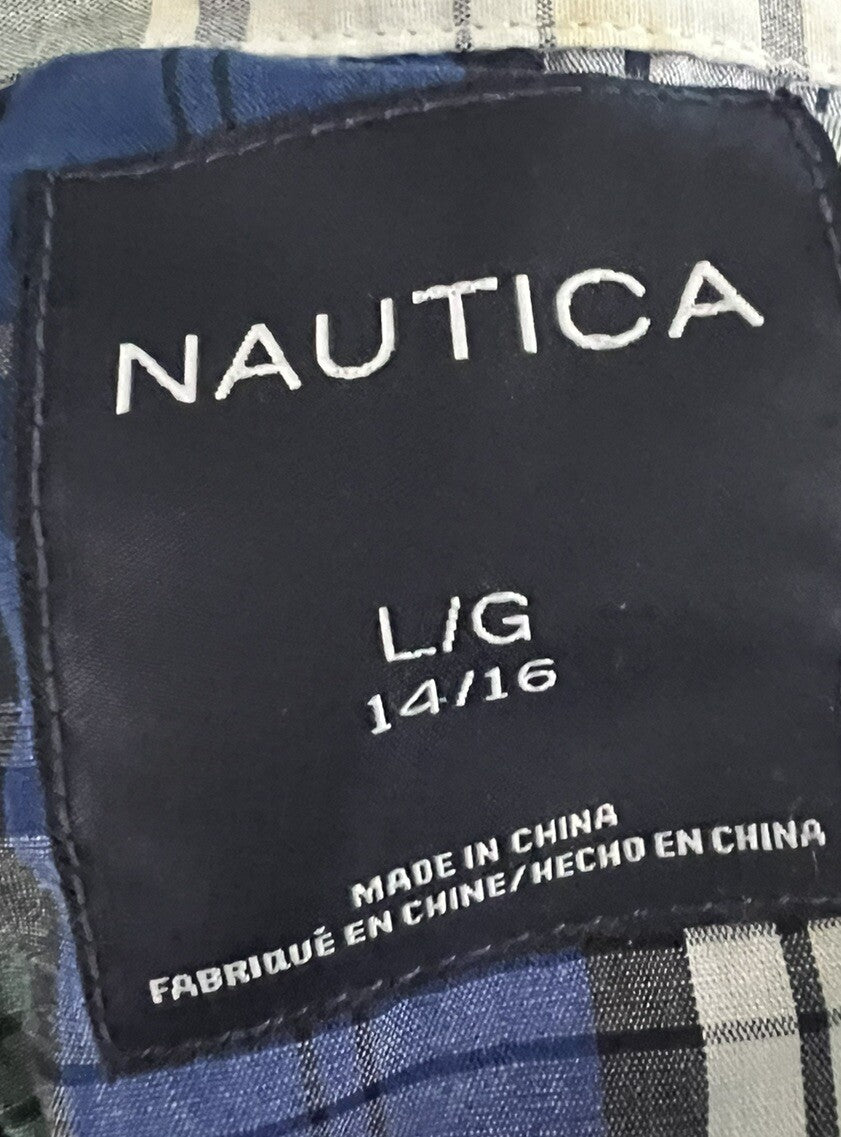 NAUTICA
L/G
14/16
MADE IN CHINA
FABRIQUÉ EN CHINE/HECHO EN CHINA